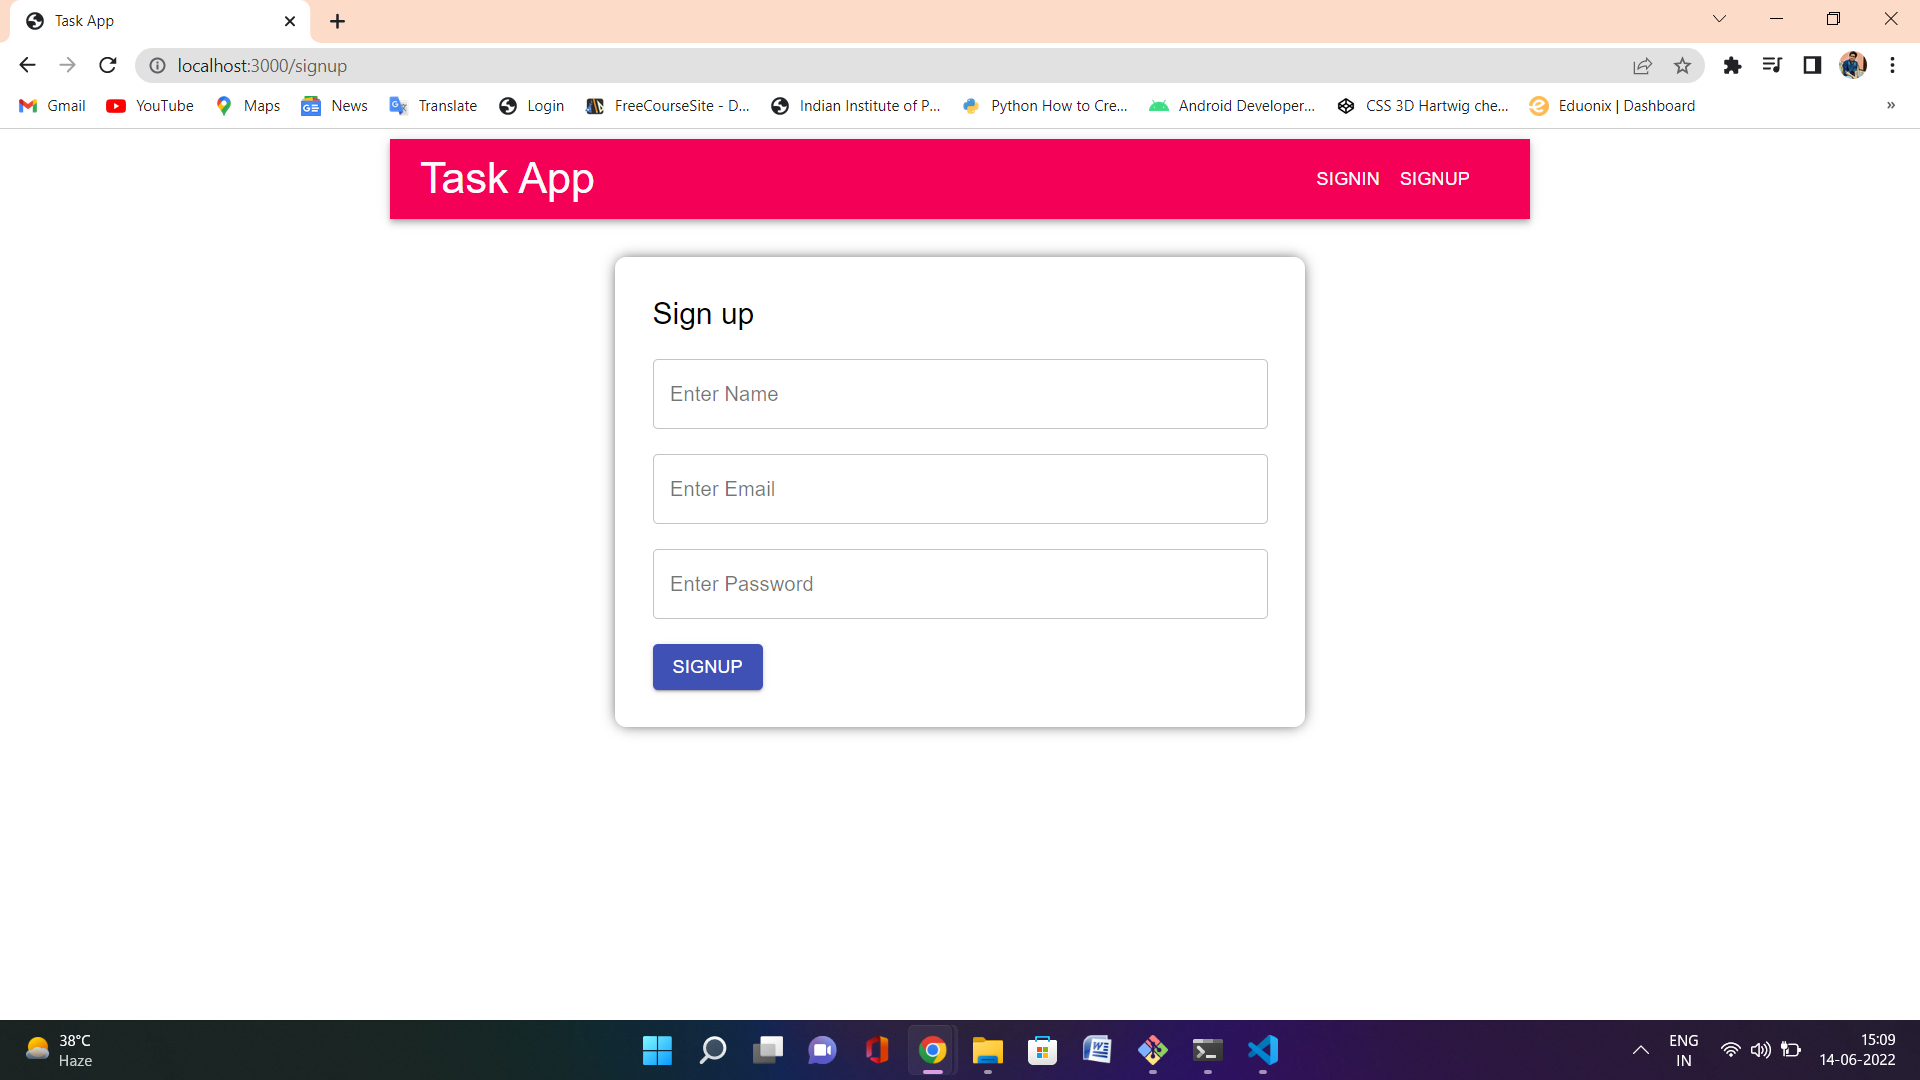 Task App
localhost:3000/signup
Gmail YouTube Maps News Translate Login FreeCourseSite - D... Indian Institute of P... Python How to Cre... Android Developer... CSS 3D Hartwig che... Eduonix | Dashboard »
Task App SIGNIN SIGNUP
Sign up
Enter Name
Enter Email
Enter Password
SIGNUP
38°C
Haze
ENG
IN
15:09
14-06-2022